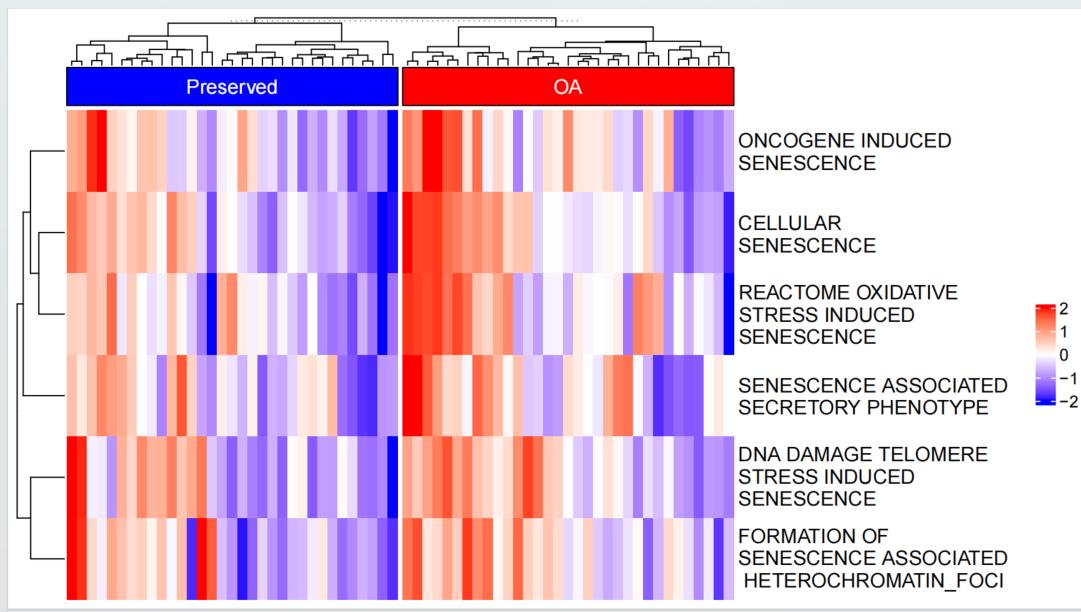 Preserved
OA
ONCOGENE INDUCED
SENESCENCE
CELLULAR
SENESCENCE
REACTOME OXIDATIVE
STRESS INDUCED
SENESCENCE
SENESCENCE ASSOCIATED
SECRETORY PHENOTYPE
DNA DAMAGE TELOMERE
STRESS INDUCED
SENESCENCE
FORMATION OF
SENESCENCE ASSOCIATED
HETEROCHROMATIN_FOCI
2
1
0
−1
−2